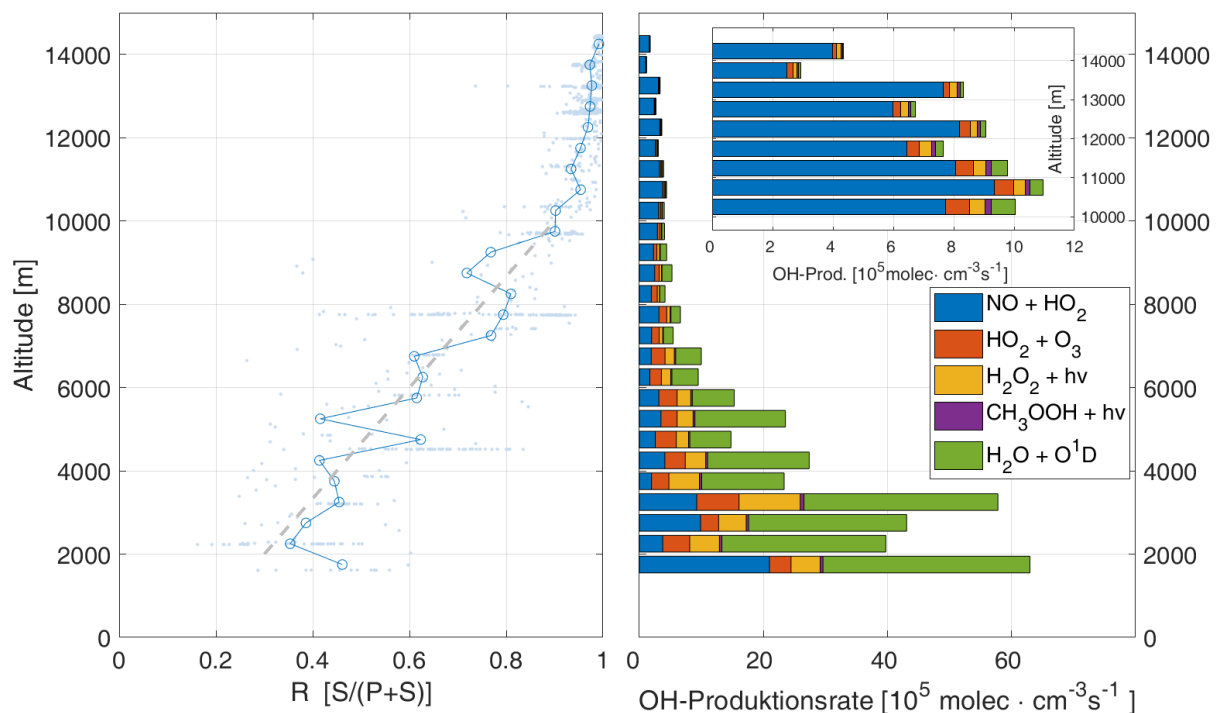 14000
12000
10000
8000
6000
4000
2000
0
Altitude [m]
0 0.2 0.4 0.6 0.8 1
R [S/(P+S)]
14000
13000
12000
11000
10000
Altitude [m]
0 2 4 6 8 10 12
OH-Prod. [10⁵molec· cm⁻³s⁻¹]
NO + HO₂
HO₂ + O₃
H₂O₂ + hν
CH₃OOH + hν
H₂O + O¹D
14000
12000
10000
8000
6000
4000
2000
0
0 20 40 60
OH-Produktionsrate [10⁵ molec · cm⁻³s⁻¹ ]